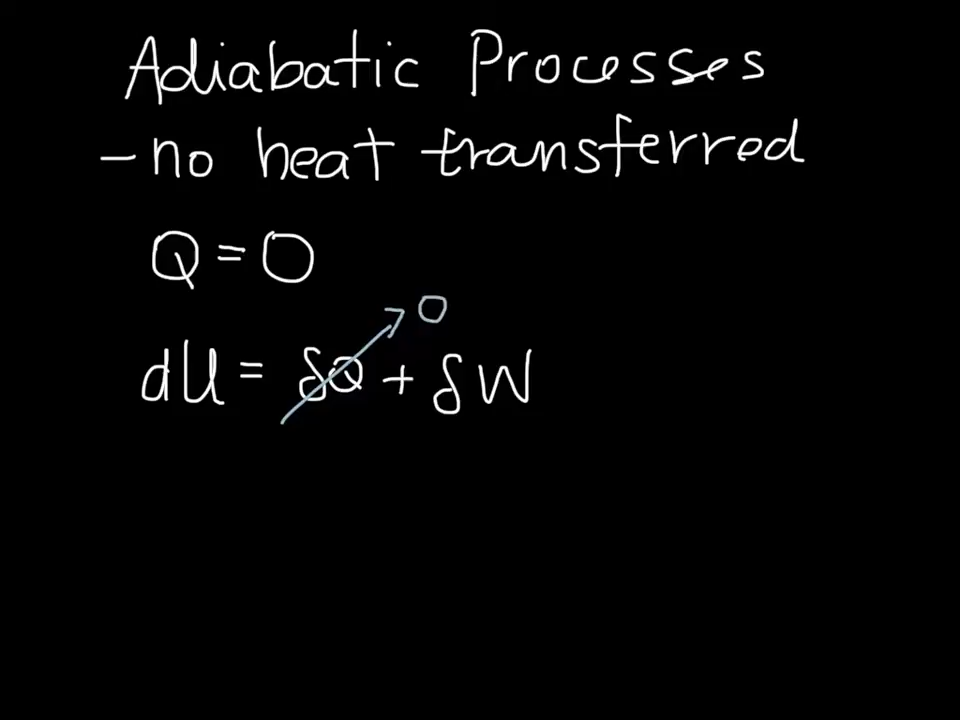 Adiabatic Processes
- no heat transferred
Q = 0
0
dU = δQ + δW